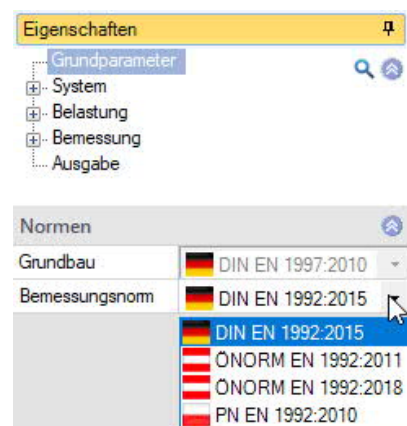 Eigenschaften
Grundparameter
System
Belastung
Bemessung
Ausgabe
Normen
Grundbau DIN EN 1997:2010
Bemessungsnorm DIN EN 1992:2015
DIN EN 1992:2015
ÖNORM EN 1992:2011
ÖNORM EN 1992:2018
PN EN 1992:2010